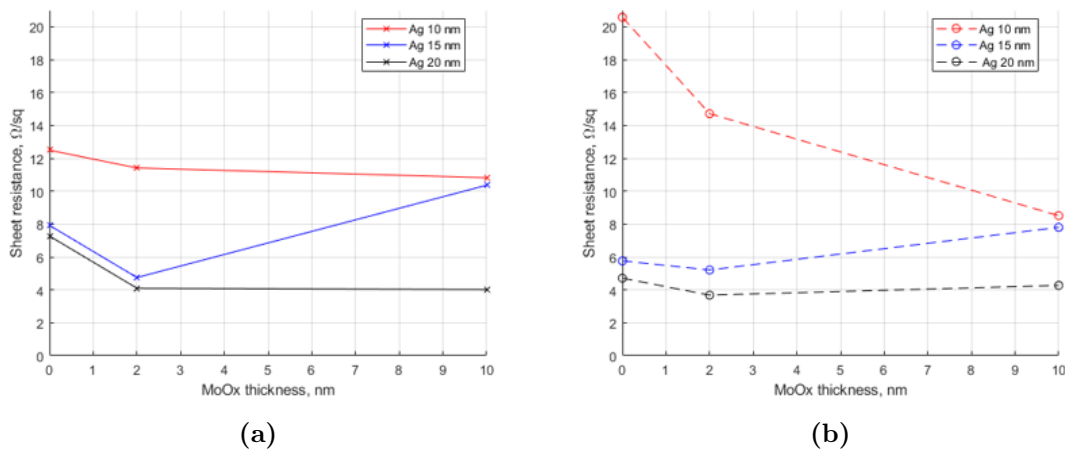 Ag 10 nm
Ag 15 nm
Ag 20 nm
20
18
16
14
12
10
8
6
4
2
0
Sheet resistance, Ω/sq
0 1 2 3 4 5 6 7 8 9 10
MoOx thickness, nm
(a)
Ag 10 nm
Ag 15 nm
Ag 20 nm
20
18
16
14
12
10
8
6
4
2
0
Sheet resistance, Ω/sq
0 1 2 3 4 5 6 7 8 9 10
MoOx thickness, nm
(b)